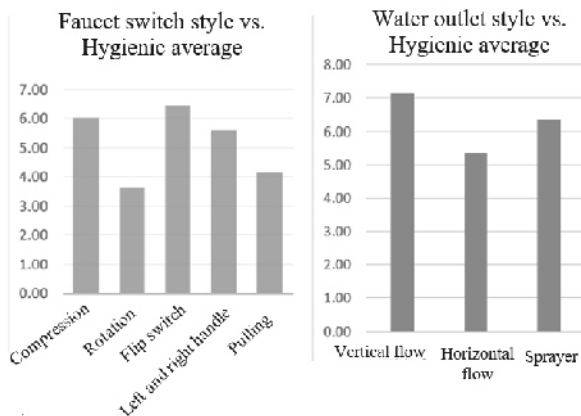 Faucet switch style vs.
Hygienic average
7.00
6.00
5.00
4.00
3.00
2.00
1.00
0.00
Compression
Rotation
Flip switch
Left and right handle
Pulling
Water outlet style vs.
Hygienic average
8.00
7.00
6.00
5.00
4.00
3.00
2.00
1.00
0.00
Vertical flow
Horizontal
flow
Sprayer